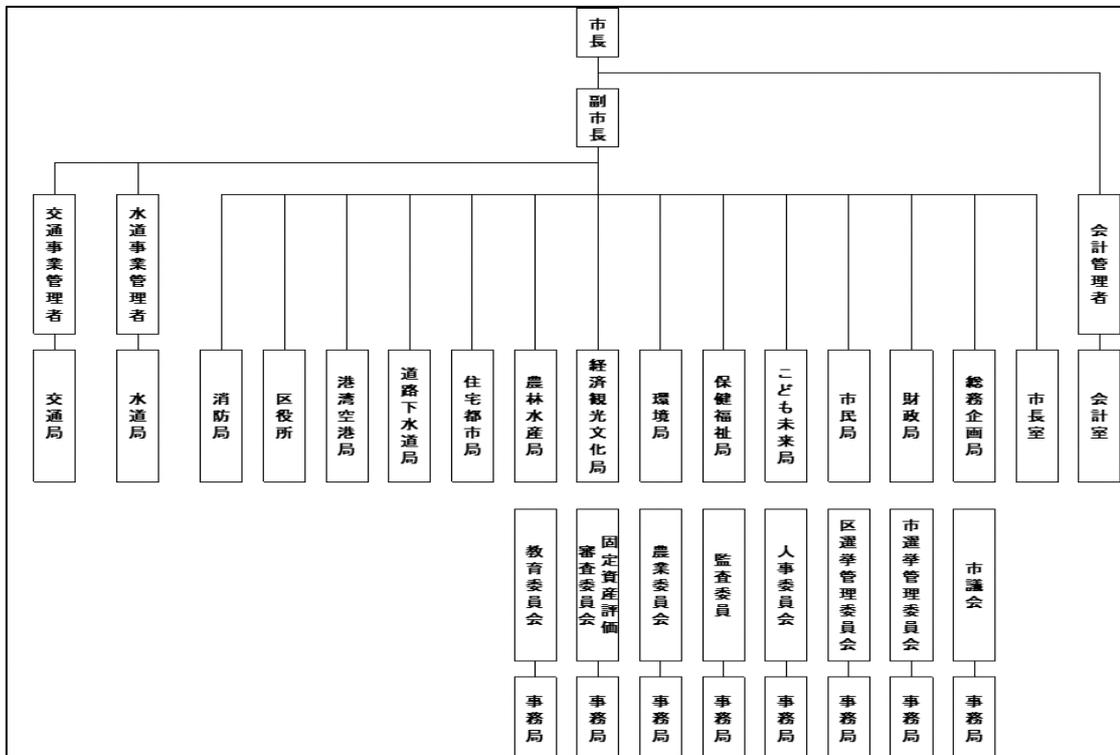 市長
副市長
交通事業管理者
水道事業管理者
会計管理者
交通局
水道局
消防局
区役所
港湾空港局
道路下水道局
住宅都市局
農林水産局
経済観光文化局
環境局
保健福祉局
こども未来局
市民局
財政局
総務企画局
市長室
会計室
教育委員会
固定資産評価
審査委員会
農業委員会
監査委員
人事委員会
区選挙管理委員会
市選挙管理委員会
市議会
事務局
事務局
事務局
事務局
事務局
事務局
事務局
事務局